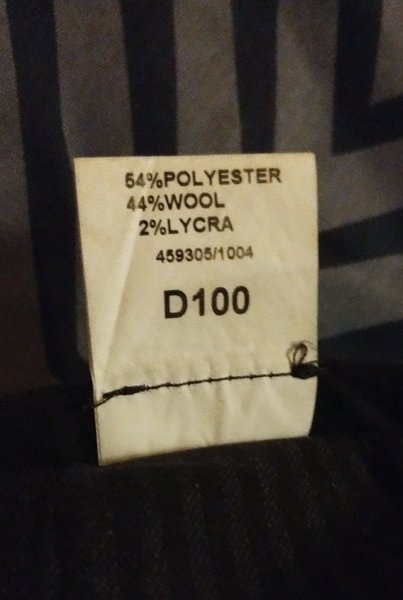 54%POLYESTER
44%WOOL
2%LYCRA
459305/1004
D100